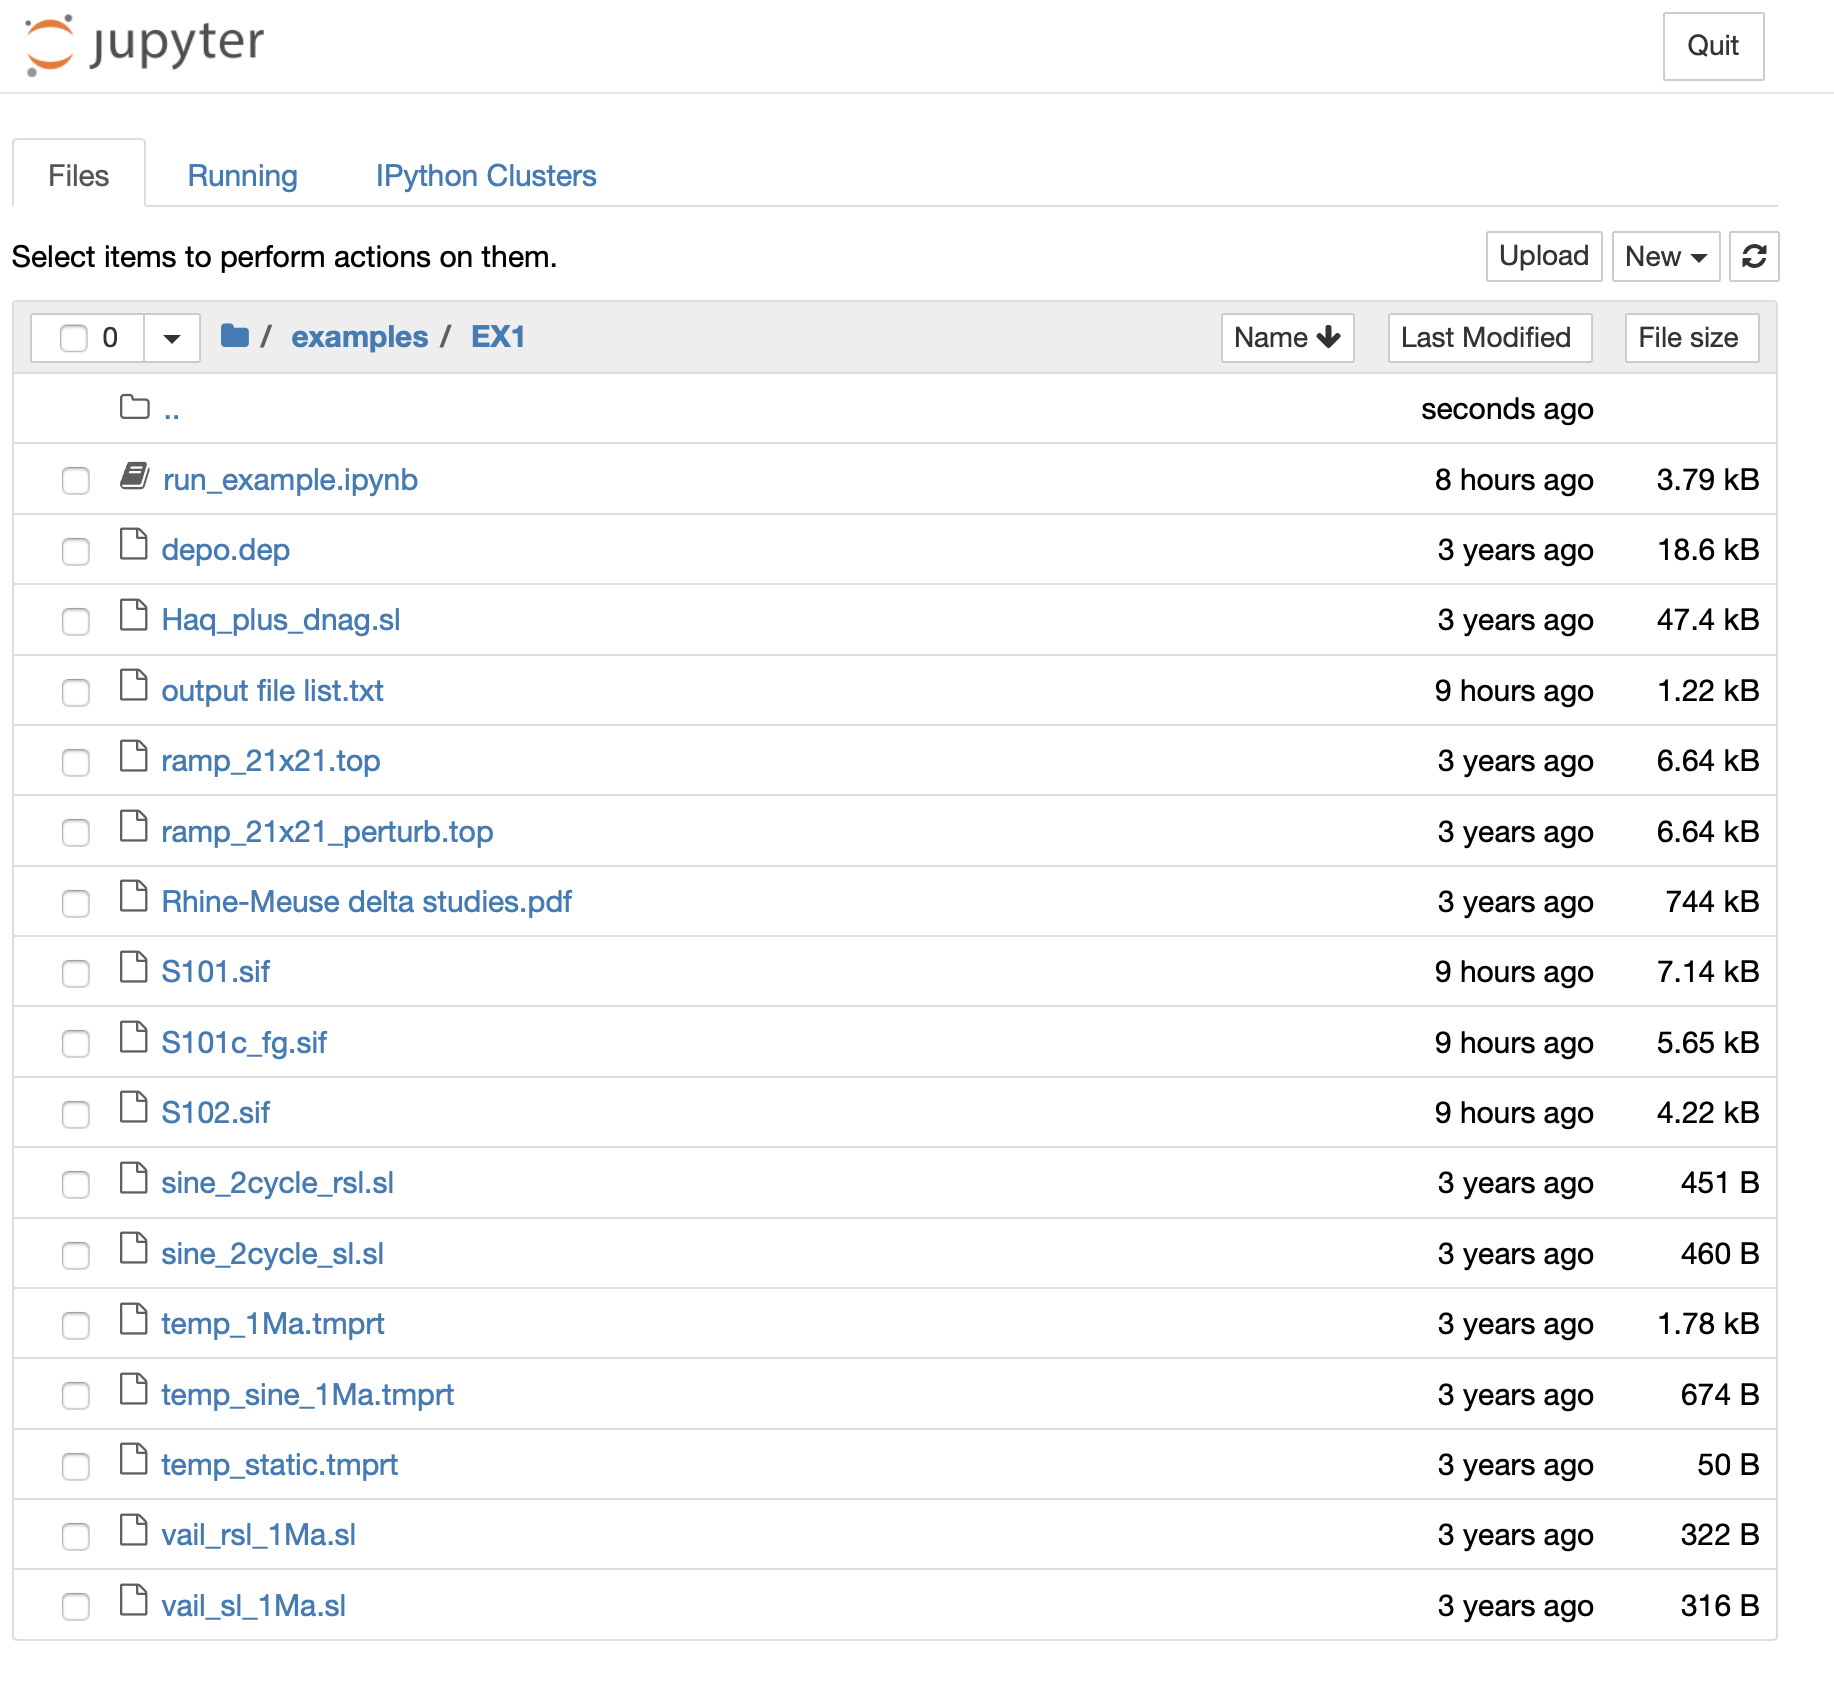 jupyter Quit
Files Running IPython Clusters
Select items to perform actions on them. Upload New
0 / examples / EX1 Name Last Modified File size
.. seconds ago
run_example.ipynb 8 hours ago 3.79 kB
depo.dep 3 years ago 18.6 kB
Haq_plus_dnag.sl 3 years ago 47.4 kB
output file list.txt 9 hours ago 1.22 kB
ramp_21x21.top 3 years ago 6.64 kB
ramp_21x21_perturb.top 3 years ago 6.64 kB
Rhine-Meuse delta studies.pdf 3 years ago 744 kB
S101.sif 9 hours ago 7.14 kB
S101c_fg.sif 9 hours ago 5.65 kB
S102.sif 9 hours ago 4.22 kB
sine_2cycle_rsl.sl 3 years ago 451 B
sine_2cycle_sl.sl 3 years ago 460 B
temp_1Ma.tmprt 3 years ago 1.78 kB
temp_sine_1Ma.tmprt 3 years ago 674 B
temp_static.tmprt 3 years ago 50 B
vail_rsl_1Ma.sl 3 years ago 322 B
vail_sl_1Ma.sl 3 years ago 316 B